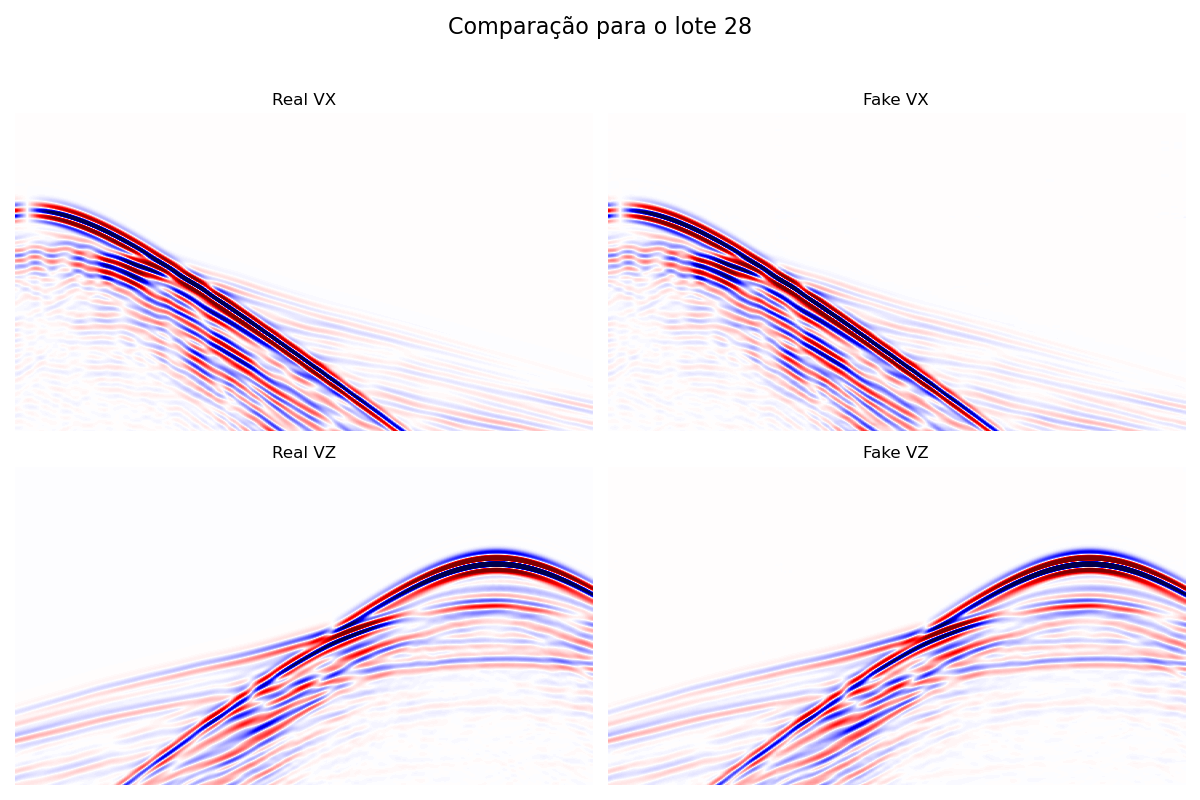 Comparação para o lote 28
Real VX
Fake VX
Real VZ
Fake VZ